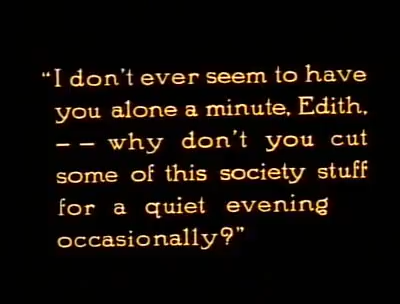 “I don't ever seem to have
you alone a minute, Edith,
-- why don't you cut
some of this society stuff
for a quiet evening
occasionally?”